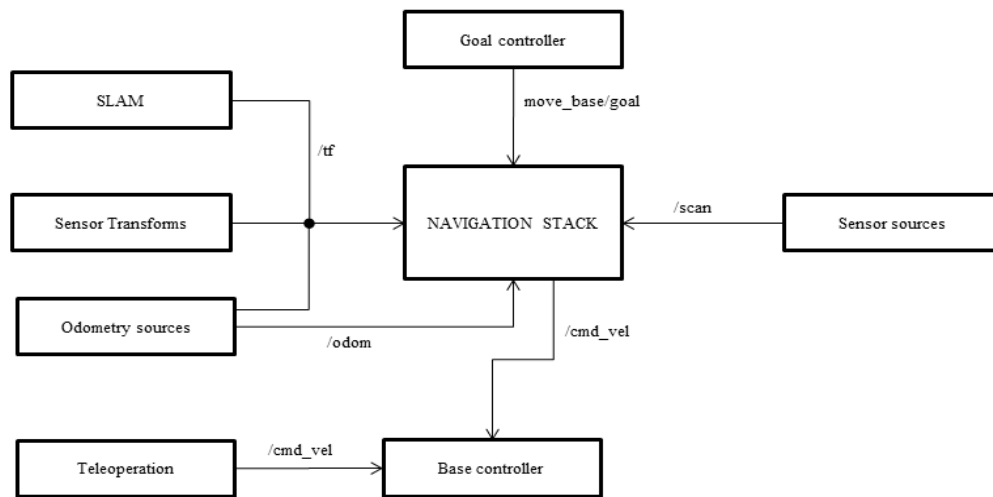 Goal controller
SLAM
move_base/goal
/tf
Sensor Transforms
NAVIGATION STACK
/scan
Sensor sources
Odometry sources
/odom
/cmd_vel
Teleoperation
/cmd_vel
Base controller